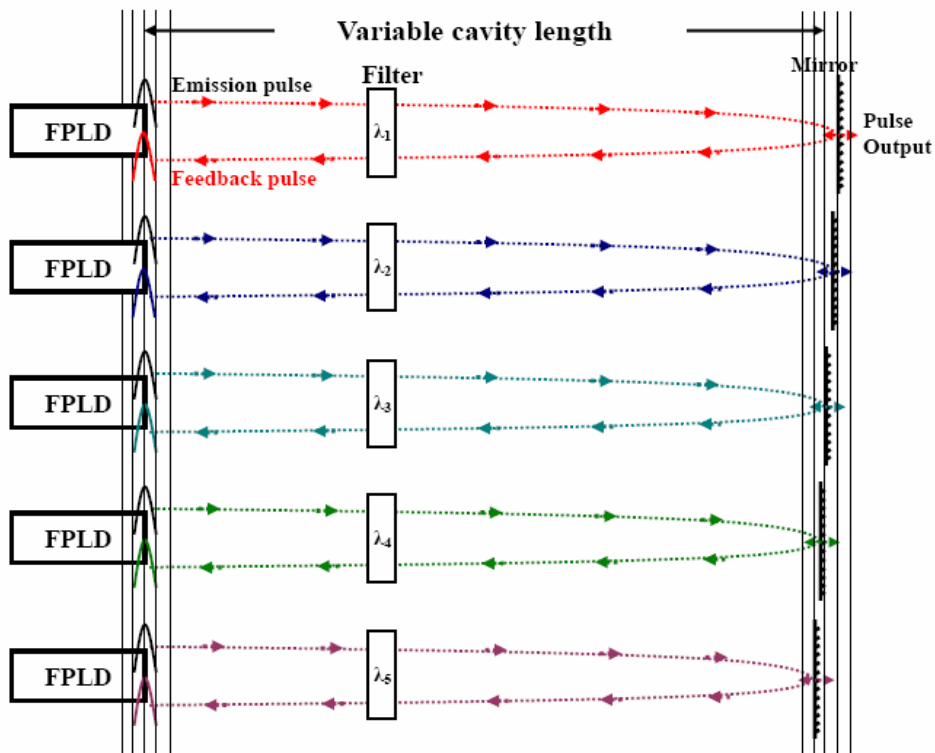 Variable cavity length
Mirror
Filter
Emission pulse
FPLD
λ1
Pulse
Output
Feedback pulse
FPLD
λ2
FPLD
λ3
FPLD
λ4
FPLD
λ5